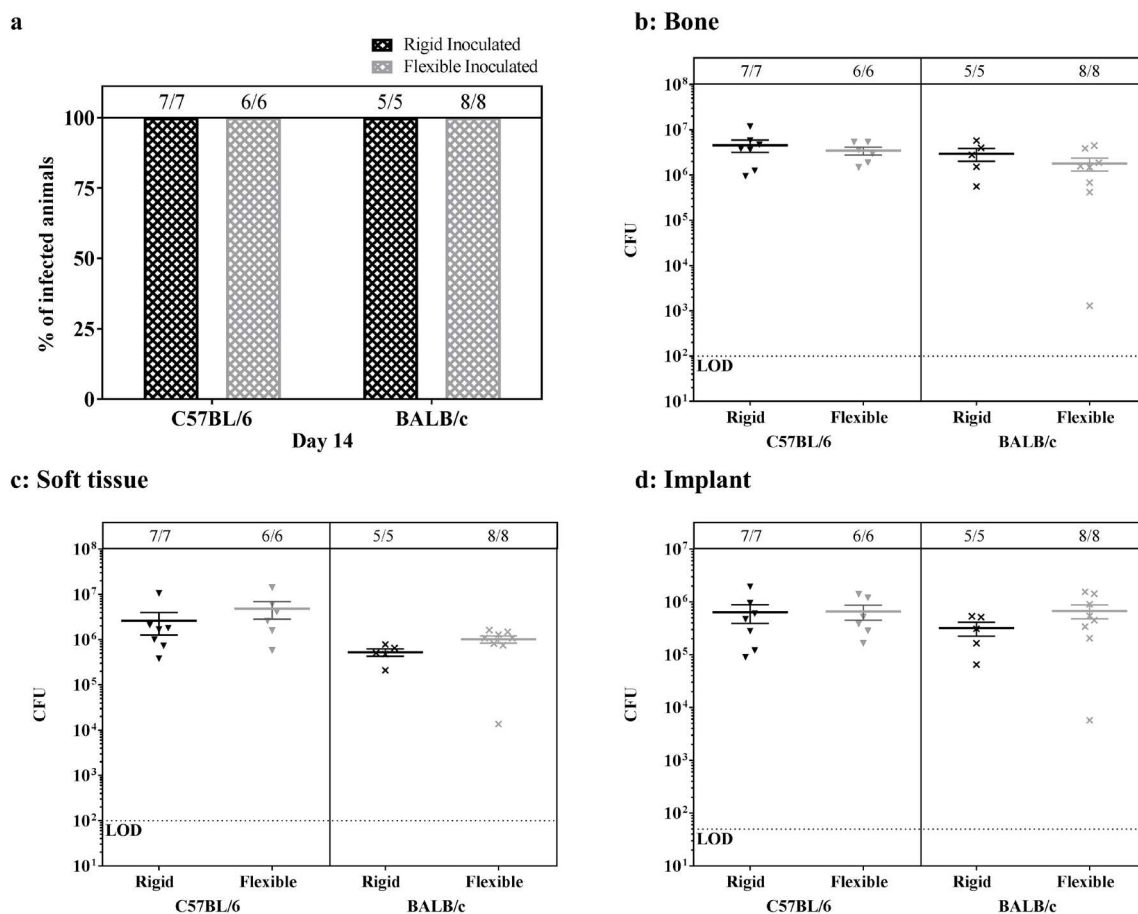 a
Rigid Inoculated
Flexible Inoculated
7/7 6/6 5/5 8/8
100
75
50
25
0
% of infected animals
C57BL/6 BALB/c
Day 14
b: Bone
7/7 6/6 5/5 8/8
10⁸
10⁷
10⁶
10⁵
10⁴
10³
10²
10¹
CFU
LOD
Rigid Flexible Rigid Flexible
C57BL/6 BALB/c
c: Soft tissue
7/7 6/6 5/5 8/8
10⁸
10⁷
10⁶
10⁵
10⁴
10³
10²
10¹
CFU
LOD
Rigid Flexible Rigid Flexible
C57BL/6 BALB/c
d: Implant
7/7 6/6 5/5 8/8
10⁷
10⁶
10⁵
10⁴
10³
10²
10¹
CFU
LOD
Rigid Flexible Rigid Flexible
C57BL/6 BALB/c